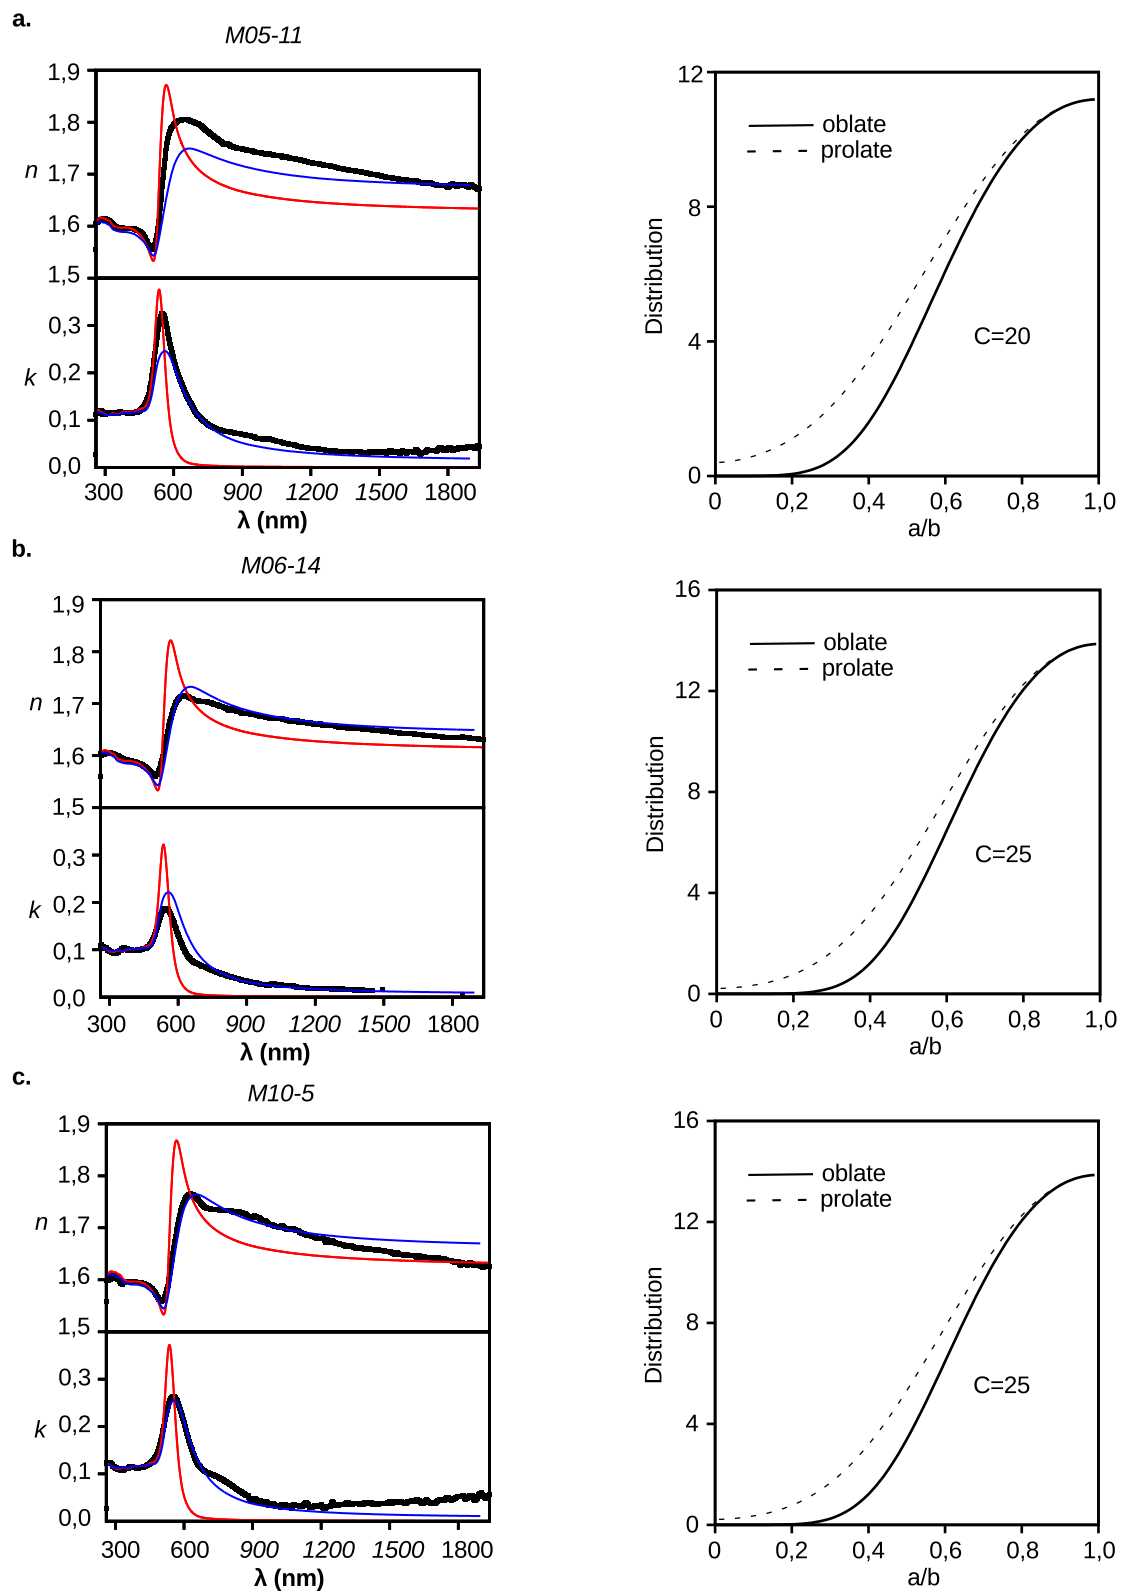 a.
M05-11
1,9
1,8
n 1,7
1,6
1,5
0,3
k 0,2
0,1
0,0
300 600 900 1200 1500 1800
λ (nm)
12
8
4
0
Distribution
oblate
prolate
C=20
0 0,2 0,4 0,6 0,8 1,0
a/b
b.
M06-14
1,9
1,8
n 1,7
1,6
1,5
0,3
k 0,2
0,1
0,0
300 600 900 1200 1500 1800
λ (nm)
16
12
8
4
0
Distribution
oblate
prolate
C=25
0 0,2 0,4 0,6 0,8 1,0
a/b
c.
M10-5
1,9
1,8
n 1,7
1,6
1,5
0,3
k 0,2
0,1
0,0
300 600 900 1200 1500 1800
λ (nm)
16
12
8
4
0
Distribution
oblate
prolate
C=25
0 0,2 0,4 0,6 0,8 1,0
a/b